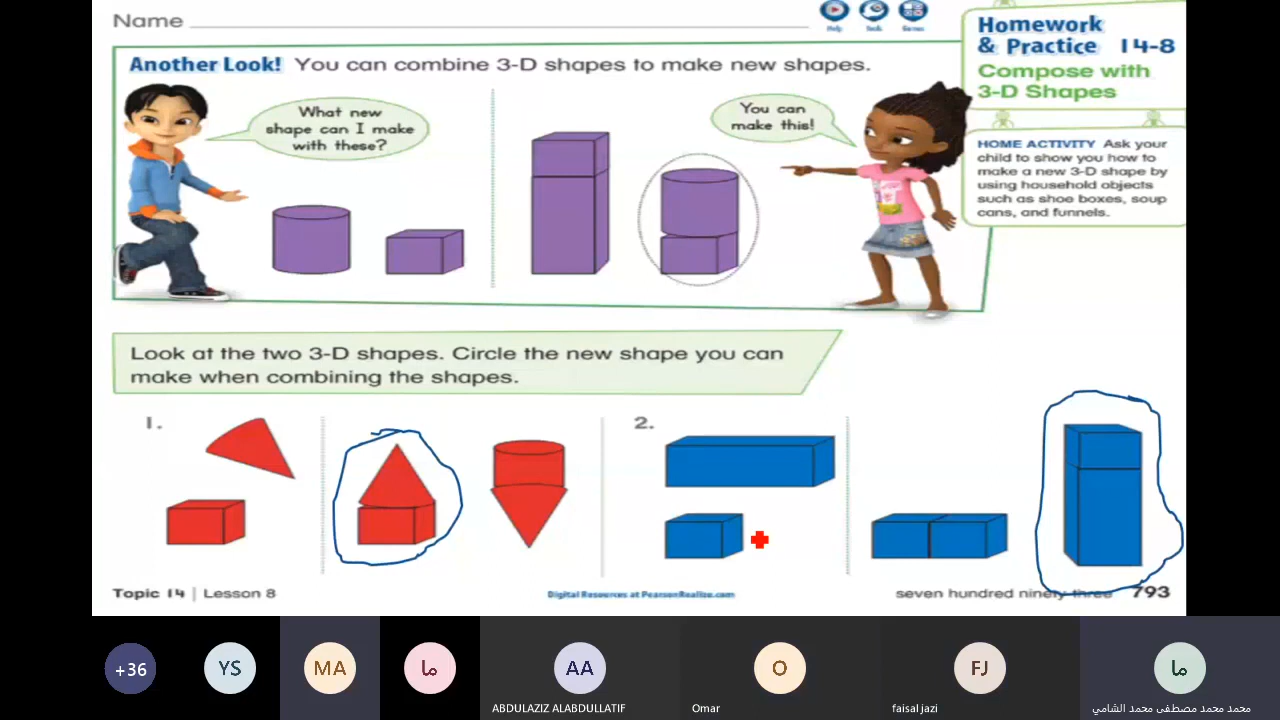 Name
Help
Tools
Games
Homework
& Practice 14-8
Compose with
3-D Shapes
Another Look! You can combine 3-D shapes to make new shapes.
What new
shape can I make
with these?
You can
make this!
HOME ACTIVITY Ask your
child to show you how to
make a new 3-D shape by
using household objects
such as shoe boxes, soup
cans, and funnels.
Look at the two 3-D shapes. Circle the new shape you can
make when combining the shapes.
1.
2.
Topic 14 | Lesson 8
Digital Resources at PearsonRealize.com
seven hundred ninety-three 793
+36
YS
MA
ما
AA
O
FJ
ما
ABDULAZIZ ALABDULLATIF
Omar
faisal jazi
محمد محمد مصطفى محمد الشامي